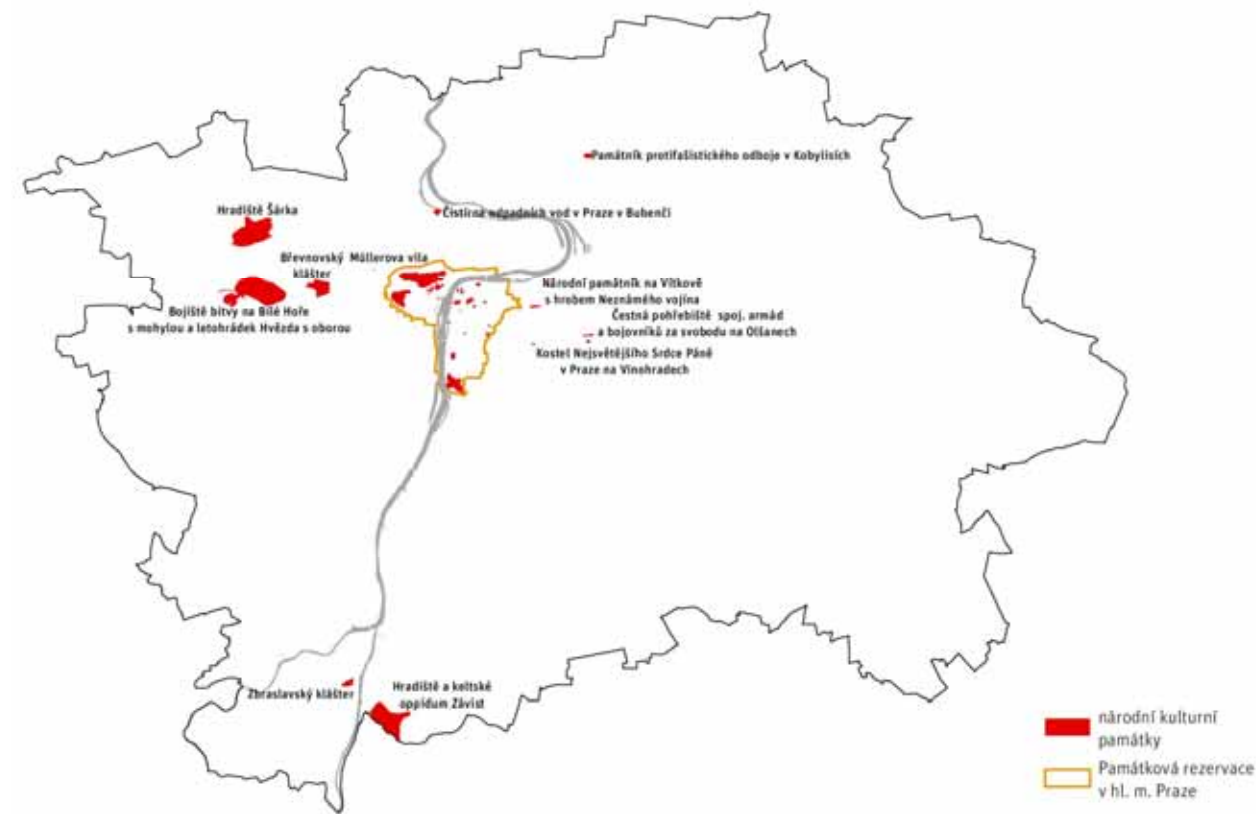 Památník protifašistického odboje v Kobylisích
Hradiště Šárka
Čistírna odpadních vod v Praze v Bubenči
Břevnovský
klášter
Müllerova vila
Národní památník na Vítkově
s hrobem Neznámého vojína
Bojiště bitvy na Bílé Hoře
s mohylou a letohrádek Hvězda s oborou
Čestná pohřebiště spoj. armád
a bojovníků za svobodu na Olšanech
Kostel Nejsvětějšího Srdce Páně
v Praze na Vinohradech
Zbraslavský klášter
Hradiště a keltské
oppidum Závist
národní kulturní
památky
Památková rezervace
v hl. m. Praze